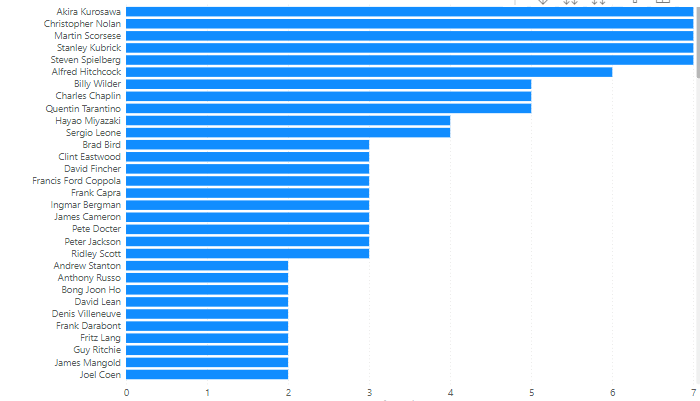 Akira Kurosawa
Christopher Nolan
Martin Scorsese
Stanley Kubrick
Steven Spielberg
Alfred Hitchcock
Billy Wilder
Charles Chaplin
Quentin Tarantino
Hayao Miyazaki
Sergio Leone
Brad Bird
Clint Eastwood
David Fincher
Francis Ford Coppola
Frank Capra
Ingmar Bergman
James Cameron
Pete Docter
Peter Jackson
Ridley Scott
Andrew Stanton
Anthony Russo
Bong Joon Ho
David Lean
Denis Villeneuve
Frank Darabont
Fritz Lang
Guy Ritchie
James Mangold
Joel Coen
0 1 2 3 4 5 6 7